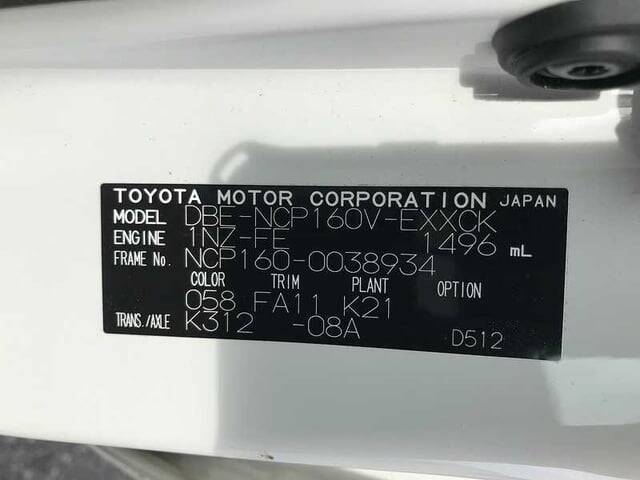 TOYOTA MOTOR CORPORATION JAPAN
MODEL DBE-NCP160V-EXXCK
ENGINE 1NZ-FE 1496 mL
FRAME No. NCP160-0038934
COLOR TRIM PLANT OPTION
058 FA11 K21
TRANS./AXLE K312 -08A D512